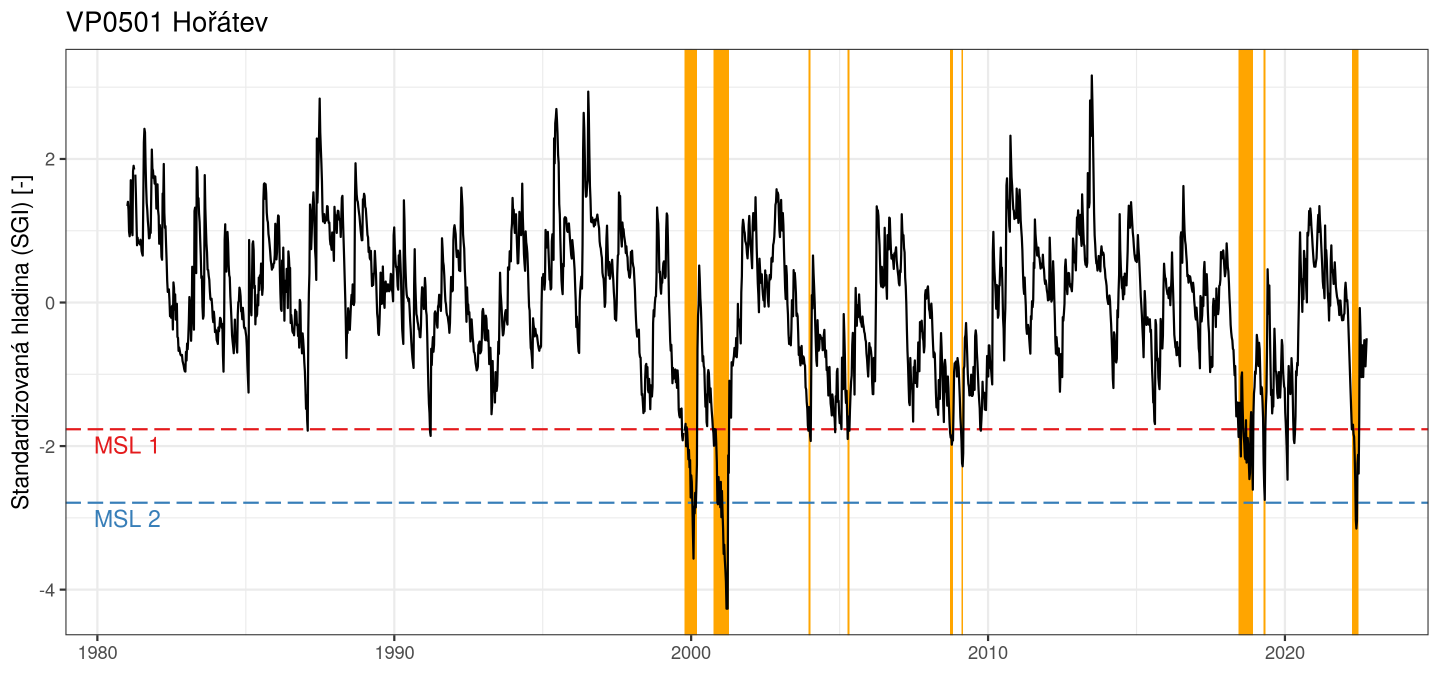 VP0501 Hořátev
Standardizovaná hladina (SGI) [-]
2
0
-2
-4
MSL 1
MSL 2
1980
1990
2000
2010
2020